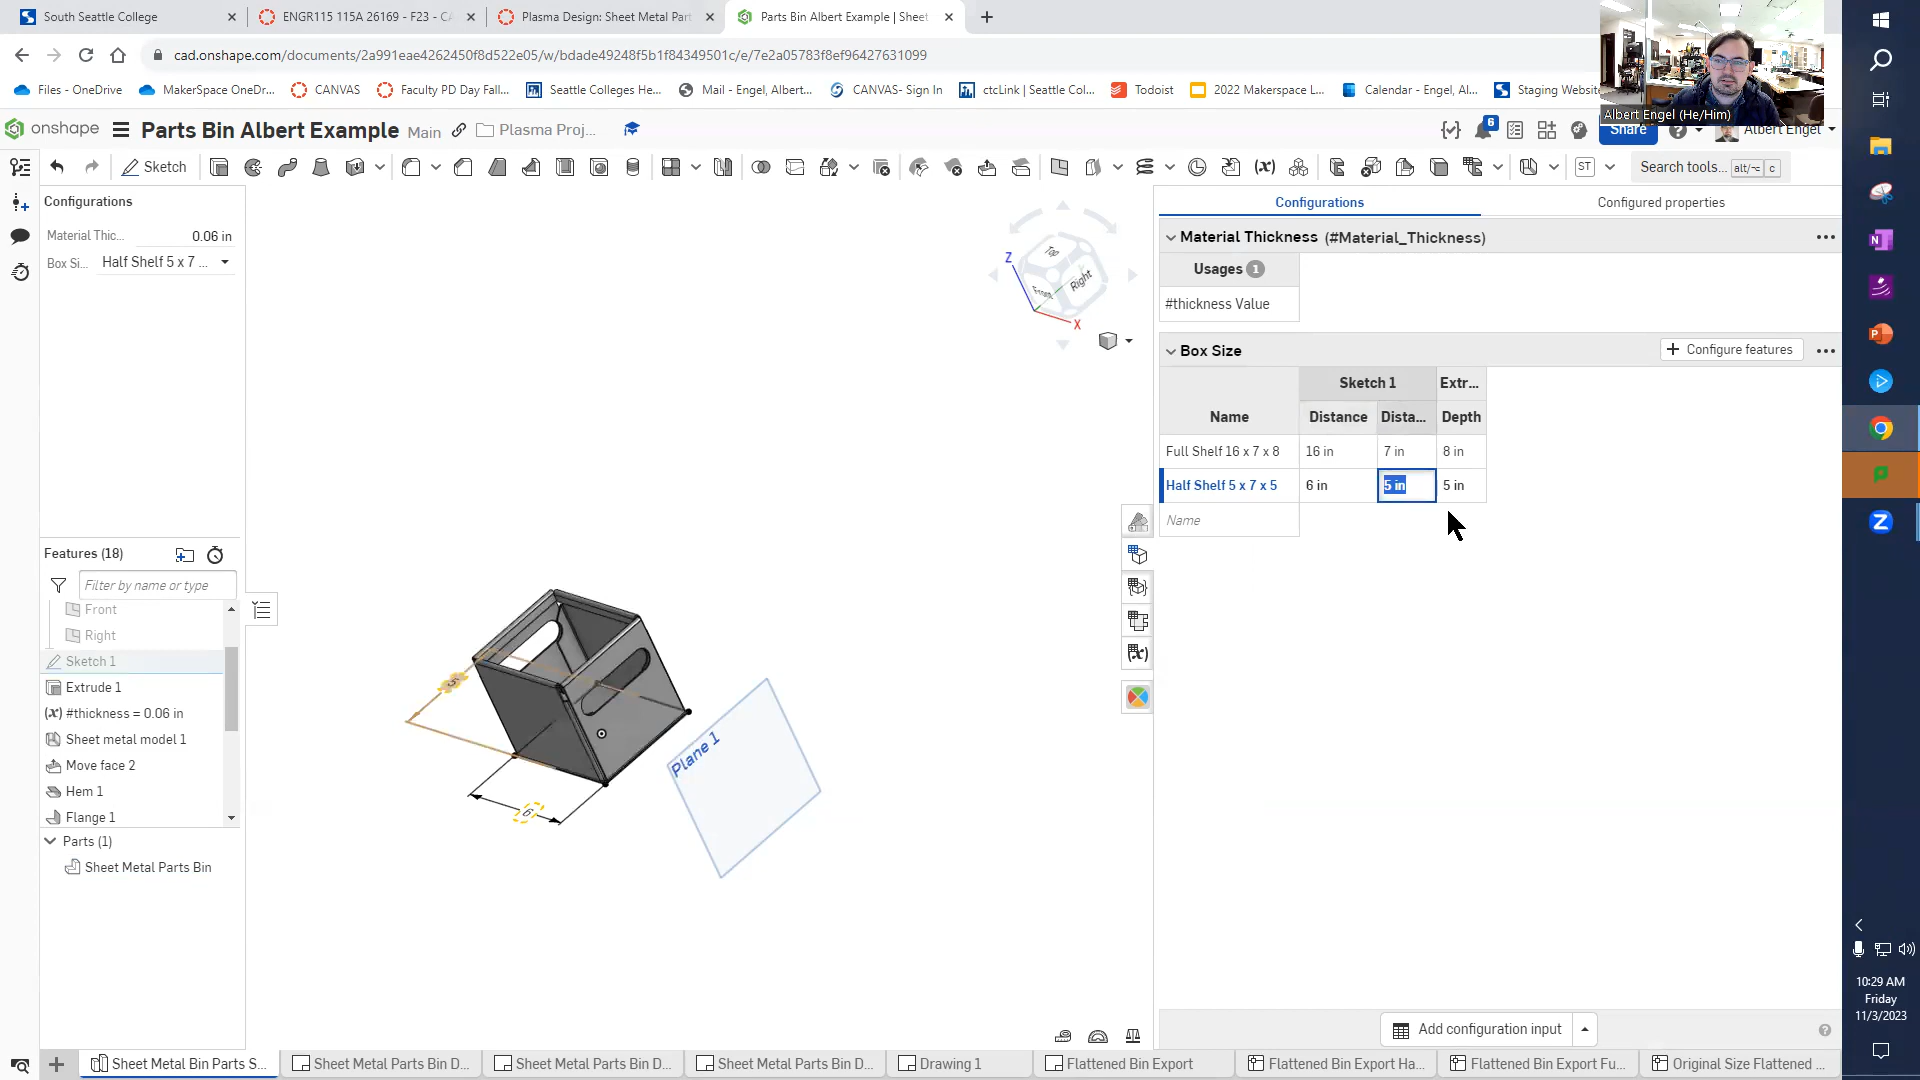 South Seattle College
ENGR115 115A 26169 - F23 - CA
Plasma Design: Sheet Metal Part
Parts Bin Albert Example | Sheet
cad.onshape.com/documents/2a991eae4262450f8d522e05/w/bdade49248f5b1f84349501c/e/7e2a05783f8ef96427631099
Files - OneDrive
MakerSpace OneDr...
CANVAS
Faculty PD Day Fall...
Seattle Colleges He...
Mail - Engel, Albert...
CANVAS- Sign In
ctcLink | Seattle Col...
Todoist
2022 Makerspace L...
Calendar - Engel, Al...
Staging Website
Albert Engel (He/Him)
onshape
Parts Bin Albert Example
Main
Plasma Proj...
6
Share
Albert Engel
Sketch
(x)
ST
Search tools...
alt/⌥
c
Configurations
Material Thic...
0.06 in
Box Si...
Half Shelf 5 x 7 ...
Features (18)
Filter by name or type
Front
Right
Sketch 1
Extrude 1
(x) #thickness = 0.06 in
Sheet metal model 1
Move face 2
Hem 1
Flange 1
Parts (1)
Sheet Metal Parts Bin
Z
Top
Front
Right
X
5
6
Plane 1
Configurations
Configured properties
Material Thickness (#Material_Thickness)
Usages 1
#thickness Value
Box Size
+ Configure features
Sketch 1
Extr...
Name
Distance
Dista...
Depth
Full Shelf 16 x 7 x 8
16 in
7 in
8 in
Half Shelf 5 x 7 x 5
6 in
5 in
5 in
Name
(x)
Add configuration input
Sheet Metal Bin Parts S...
Sheet Metal Parts Bin D...
Sheet Metal Parts Bin D...
Sheet Metal Parts Bin D...
Drawing 1
Flattened Bin Export
Flattened Bin Export Ha...
Flattened Bin Export Fu...
Original Size Flattened ...
10:29 AM
Friday
11/3/2023